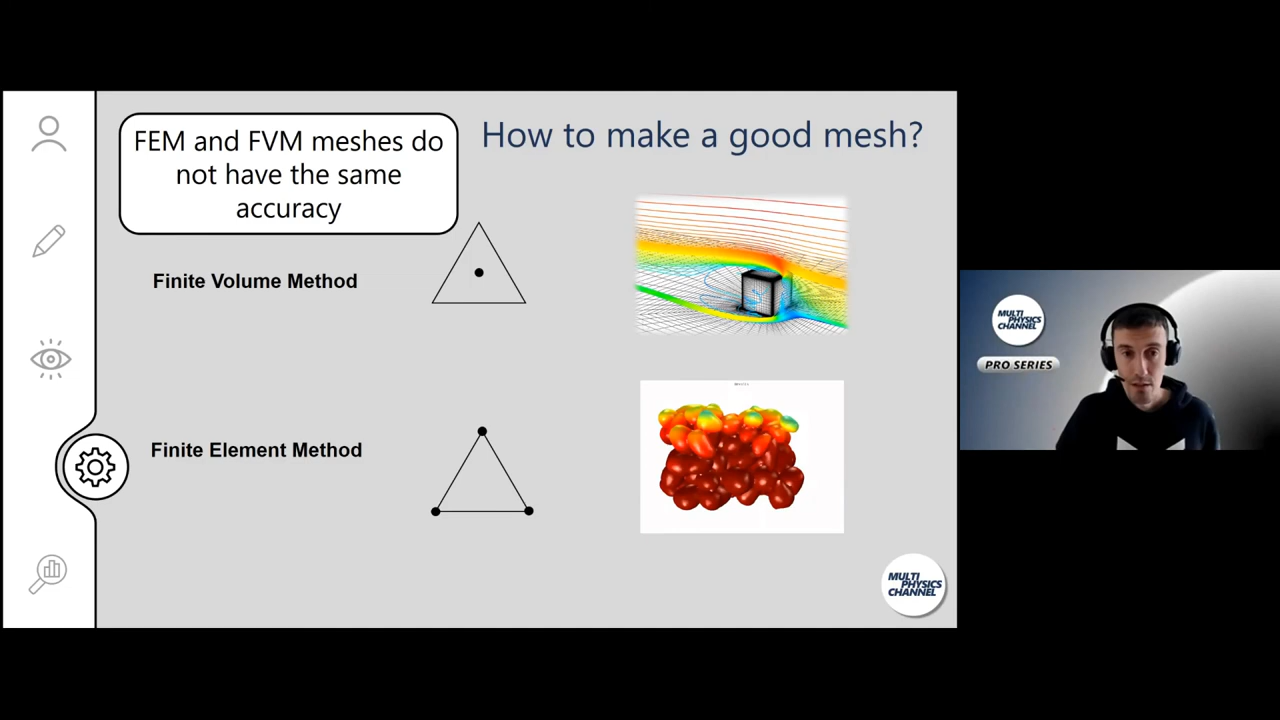 FEM and FVM meshes do
not have the same
accuracy
How to make a good mesh?
Finite Volume Method
Finite Element Method
MULTI
PHYSICS
CHANNEL
MULTI
PHYSICS
CHANNEL
PRO SERIES